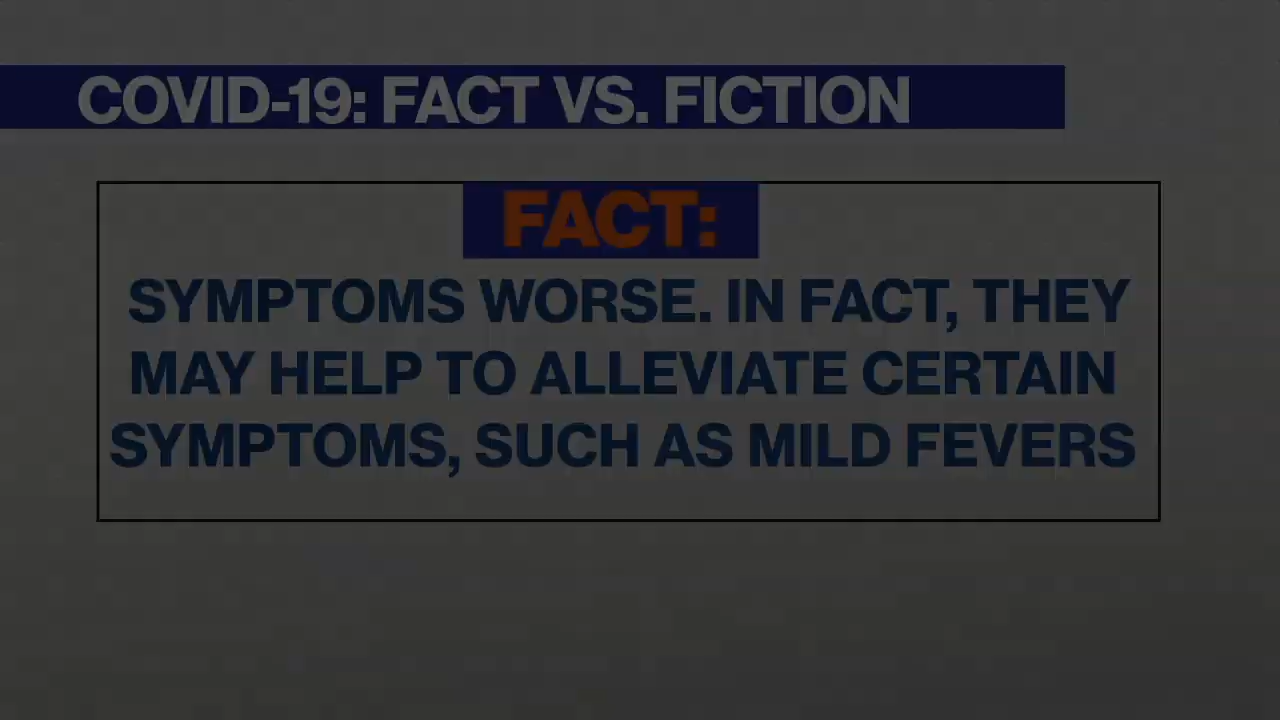 COVID-19: FACT VS. FICTION
FACT:
SYMPTOMS WORSE. IN FACT, THEY
MAY HELP TO ALLEVIATE CERTAIN
SYMPTOMS, SUCH AS MILD FEVERS